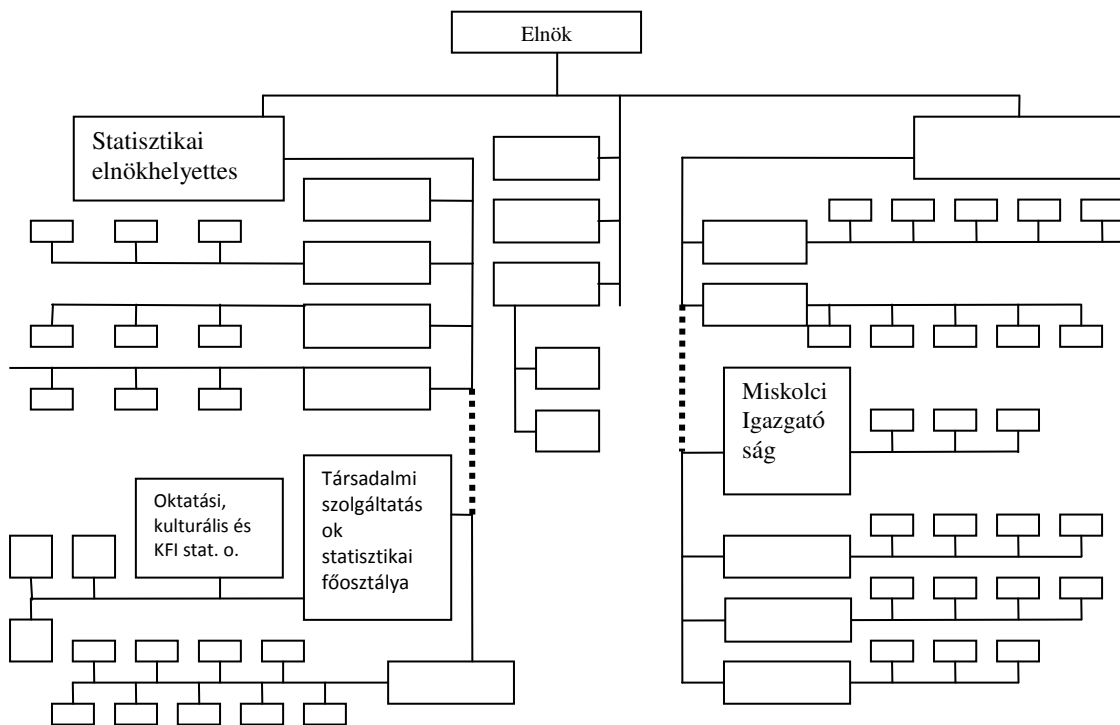 Elnök
Statisztikai
elnökhelyettes
Miskolci
Igazgató
ság
Oktatási,
kulturális és
KFI stat. o.
Társadalmi
szolgáltatás
ok
statisztikai
főosztálya